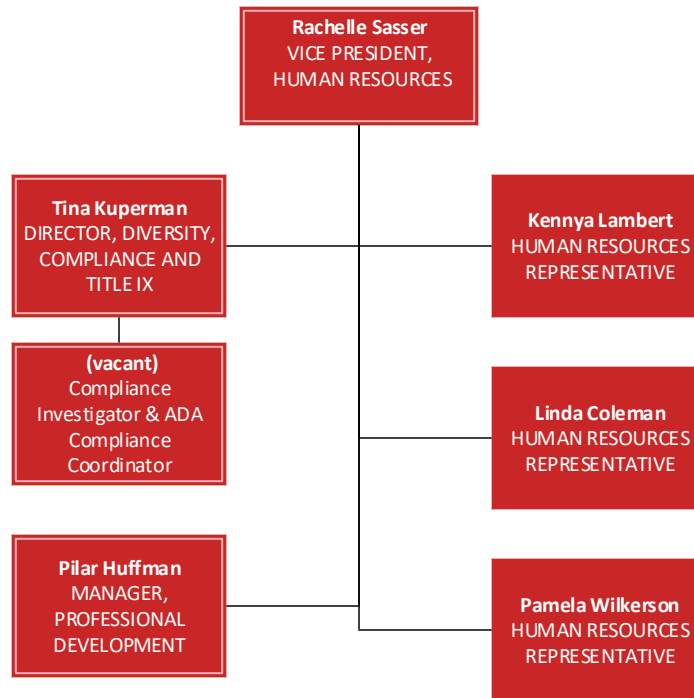 Rachelle Sasser
VICE PRESIDENT,
HUMAN RESOURCES
Tina Kuperman
DIRECTOR, DIVERSITY,
COMPLIANCE AND
TITLE IX
Kennya Lambert
HUMAN RESOURCES
REPRESENTATIVE
(vacant)
Compliance
Investigator & ADA
Compliance
Coordinator
Linda Coleman
HUMAN RESOURCES
REPRESENTATIVE
Pilar Huffman
MANAGER,
PROFESSIONAL
DEVELOPMENT
Pamela Wilkerson
HUMAN RESOURCES
REPRESENTATIVE